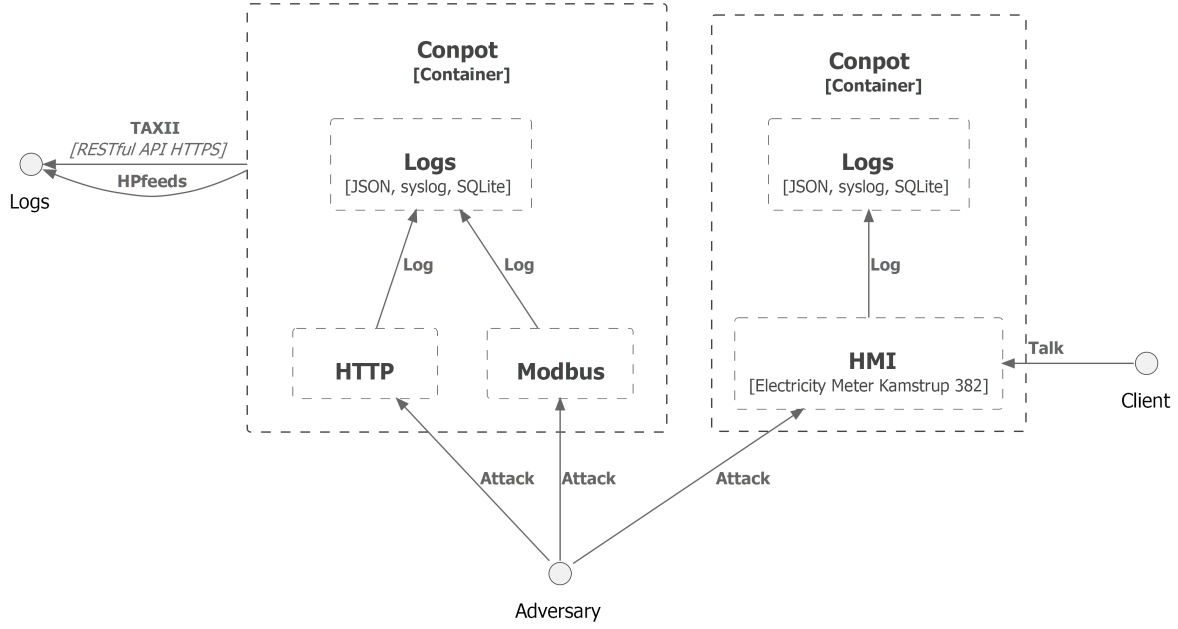 Conpot
[Container]
Logs
[JSON, syslog, SQLite]
Log
Log
HTTP
Modbus
TAXII
[RESTful API HTTPS]
HPfeeds
Logs
Conpot
[Container]
Logs
[JSON, syslog, SQLite]
Log
HMI
[Electricity Meter Kamstrup 382]
Talk
Client
Attack
Attack
Attack
Adversary